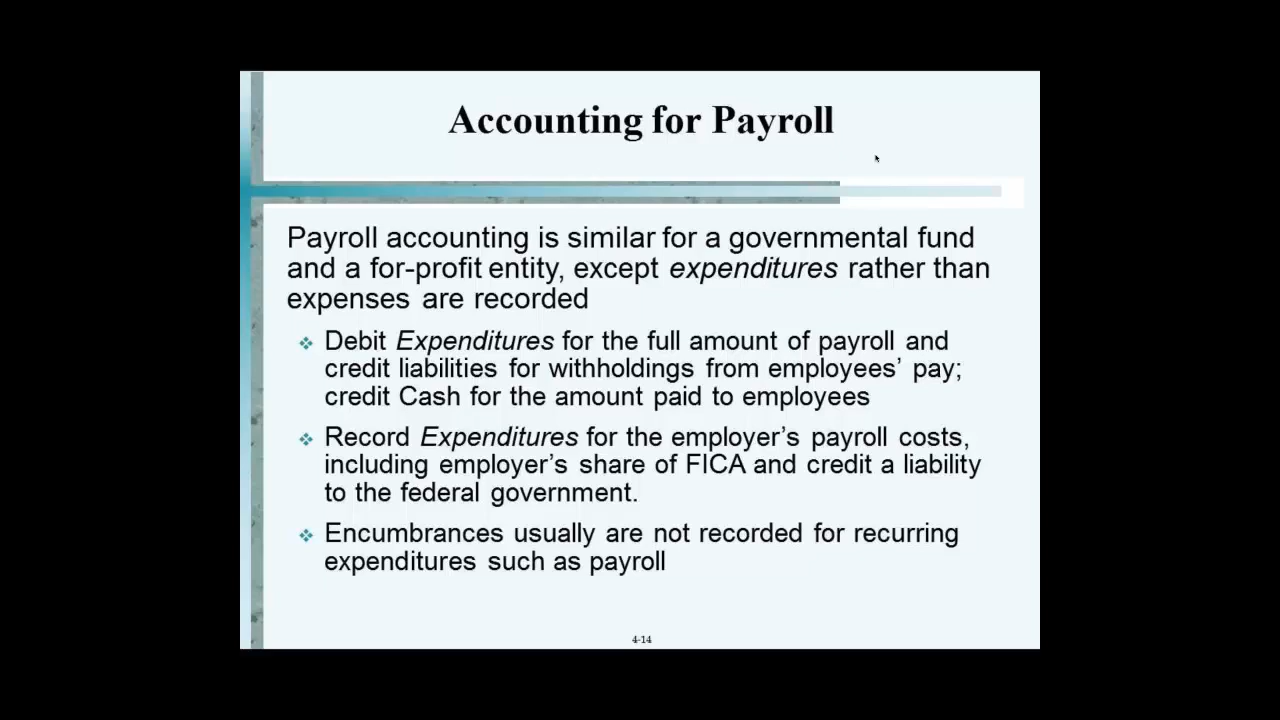 Accounting for Payroll
Payroll accounting is similar for a governmental fund
and a for-profit entity, except expenditures rather than
expenses are recorded
Debit Expenditures for the full amount of payroll and
credit liabilities for withholdings from employees’ pay;
credit Cash for the amount paid to employees
Record Expenditures for the employer’s payroll costs,
including employer’s share of FICA and credit a liability
to the federal government.
Encumbrances usually are not recorded for recurring
expenditures such as payroll
4-14